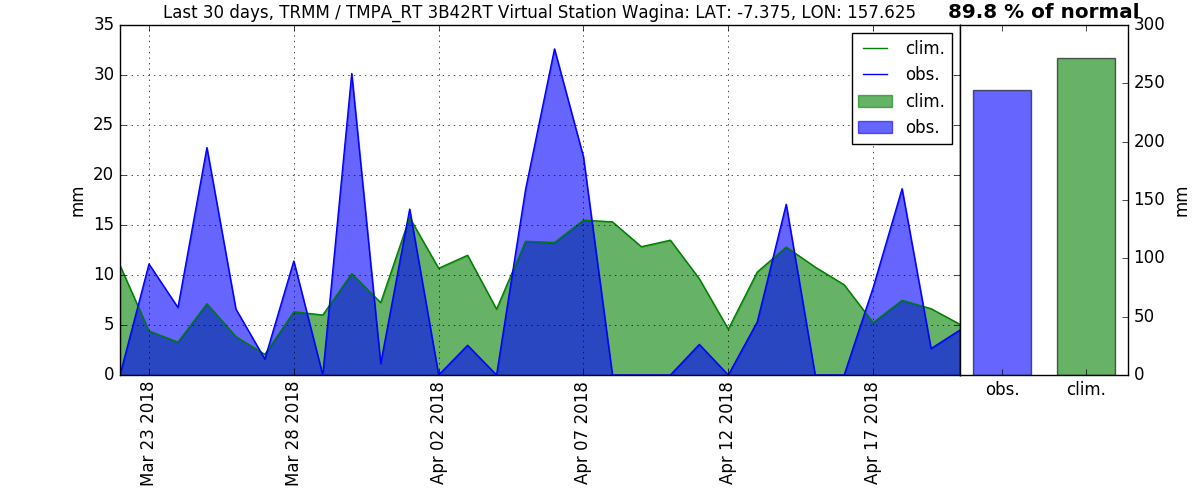 Last 30 days, TRMM / TMPA_RT 3B42RT Virtual Station Wagina: LAT: -7.375, LON: 157.625
89.8 % of normal
35
30
25
20
15
10
5
0
mm
clim.
obs.
clim.
obs.
300
250
200
150
100
50
0
mm
Mar 23 2018
Mar 28 2018
Apr 02 2018
Apr 07 2018
Apr 12 2018
Apr 17 2018
obs.
clim.